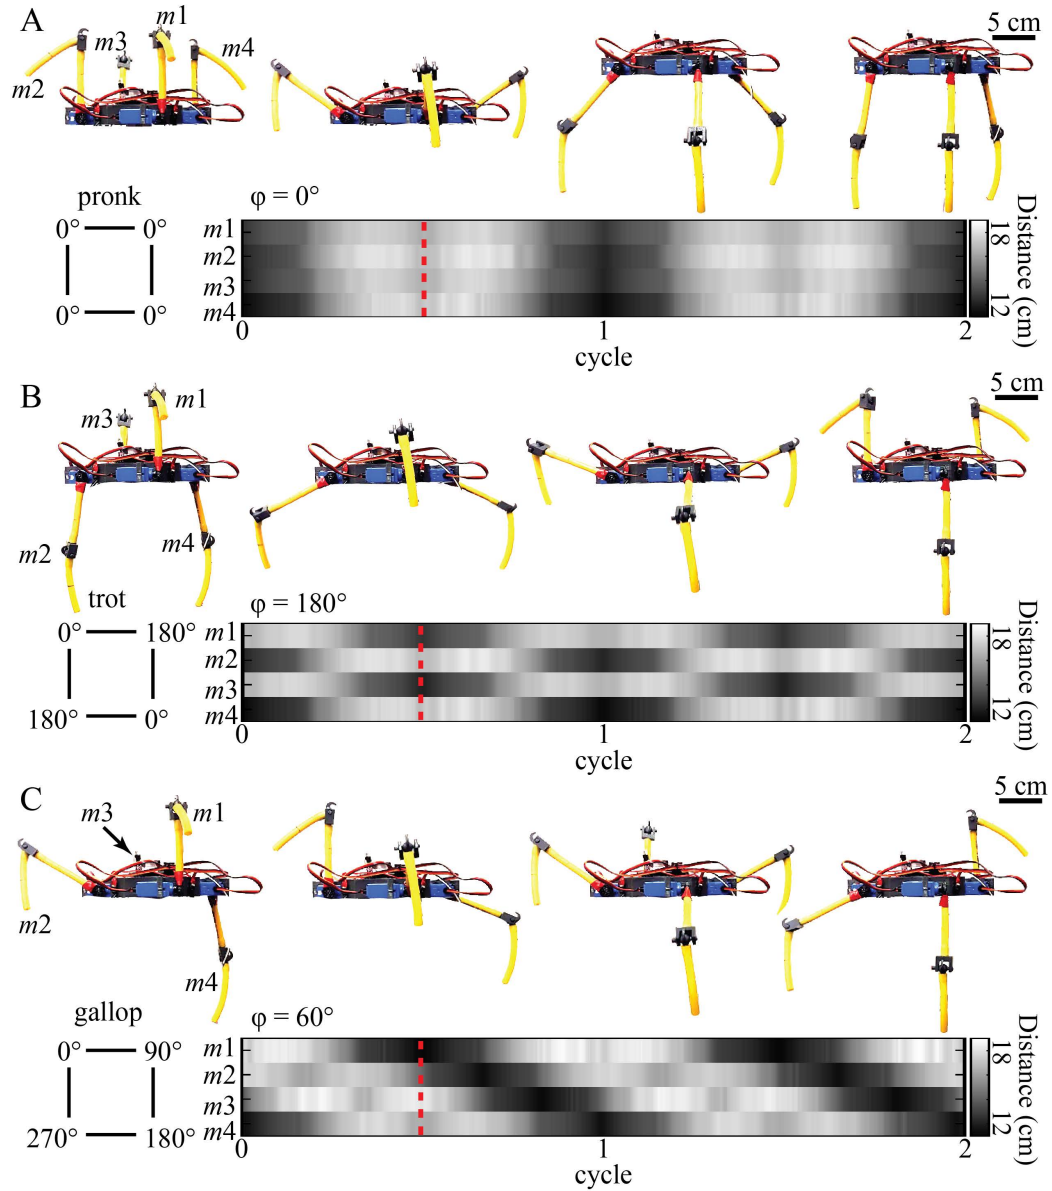 A
m1
m3
m4
m2
5 cm
pronk
φ = 0°
0° 0°
0° 0°
m1
m2
m3
m4
0 1 2
cycle
18
12
Distance (cm)
B
m3
m1
5 cm
m2
m4
trot
φ = 180°
0° 180°
180° 0°
m1
m2
m3
m4
0 1 2
cycle
18
12
Distance (cm)
C
m3
m1
5 cm
m2
m4
gallop
φ = 60°
0° 90°
270° 180°
m1
m2
m3
m4
0 1 2
cycle
18
12
Distance (cm)